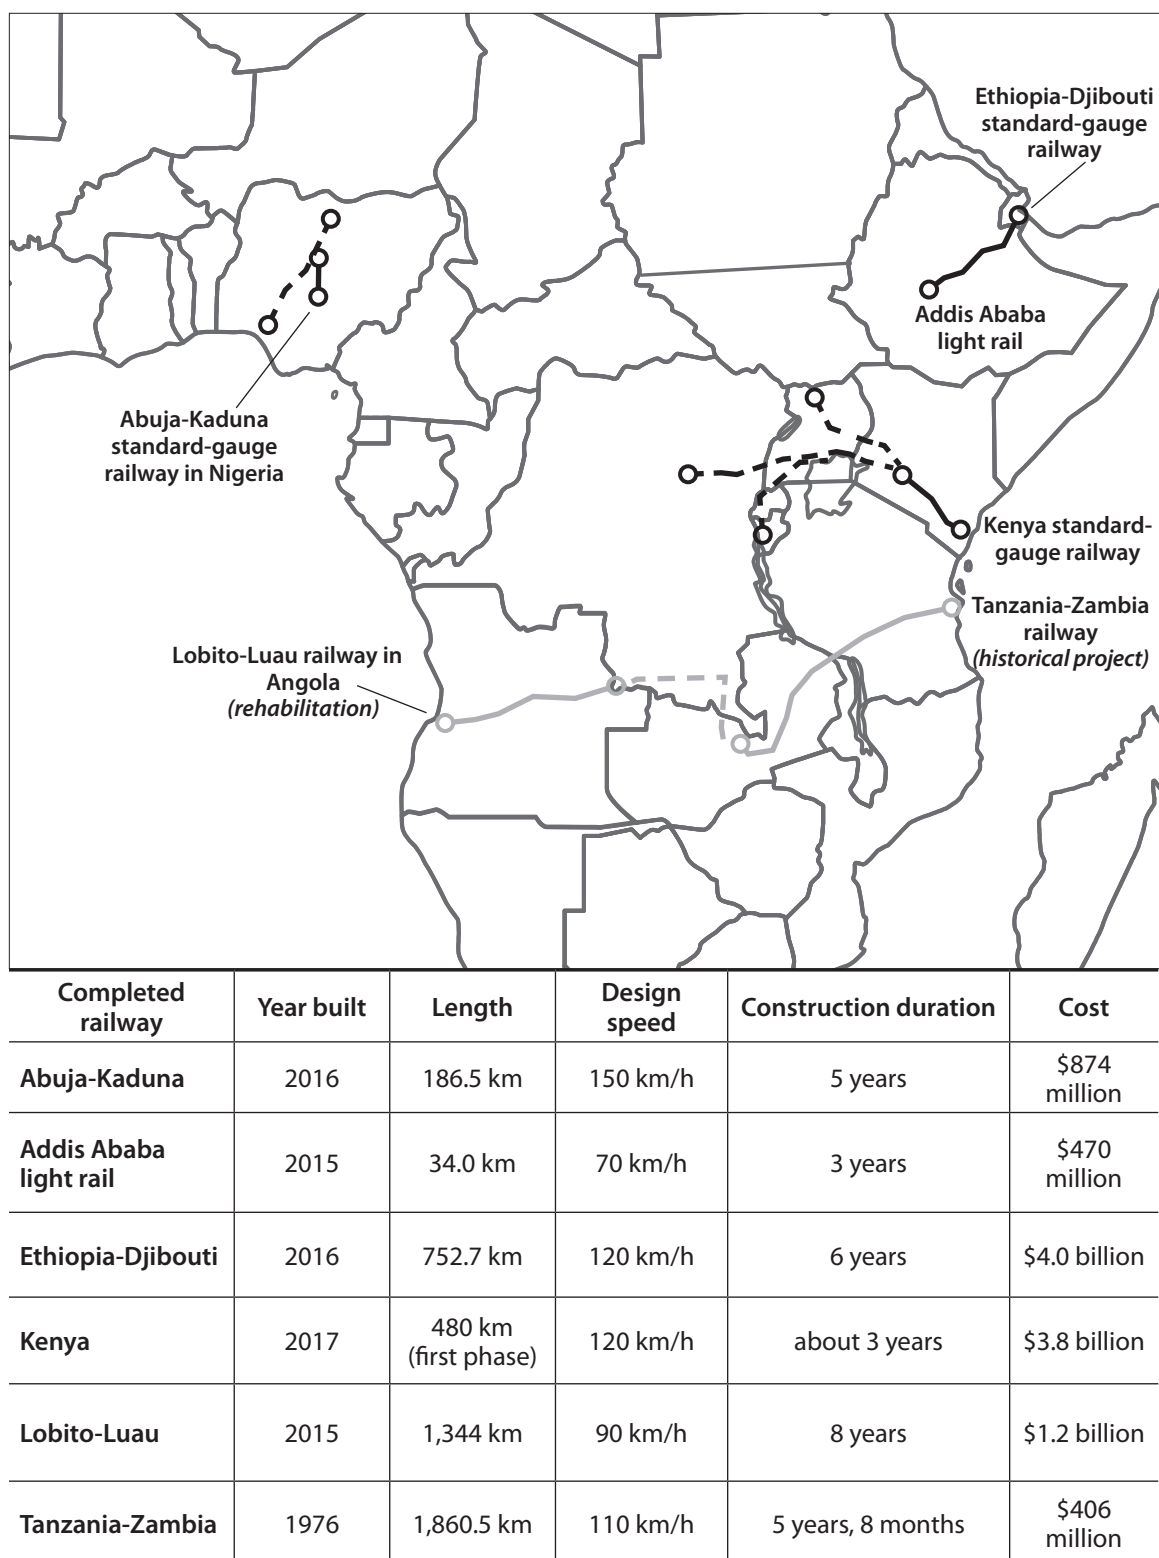 Ethiopia-Djibouti
standard-gauge
railway
Addis Ababa
light rail
Abuja-Kaduna
standard-gauge
railway in Nigeria
Kenya standard-
gauge railway
Tanzania-Zambia
railway
(historical project)
Lobito-Luau railway in
Angola
(rehabilitation)
Completed
railway
Year built
Length
Design
speed
Construction duration
Cost
Abuja-Kaduna
2016
186.5 km
150 km/h
5 years
$874
million
Addis Ababa
light rail
2015
34.0 km
70 km/h
3 years
$470
million
Ethiopia-Djibouti
2016
752.7 km
120 km/h
6 years
$4.0 billion
Kenya
2017
480 km
(first phase)
120 km/h
about 3 years
$3.8 billion
Lobito-Luau
2015
1,344 km
90 km/h
8 years
$1.2 billion
Tanzania-Zambia
1976
1,860.5 km
110 km/h
5 years, 8 months
$406
million